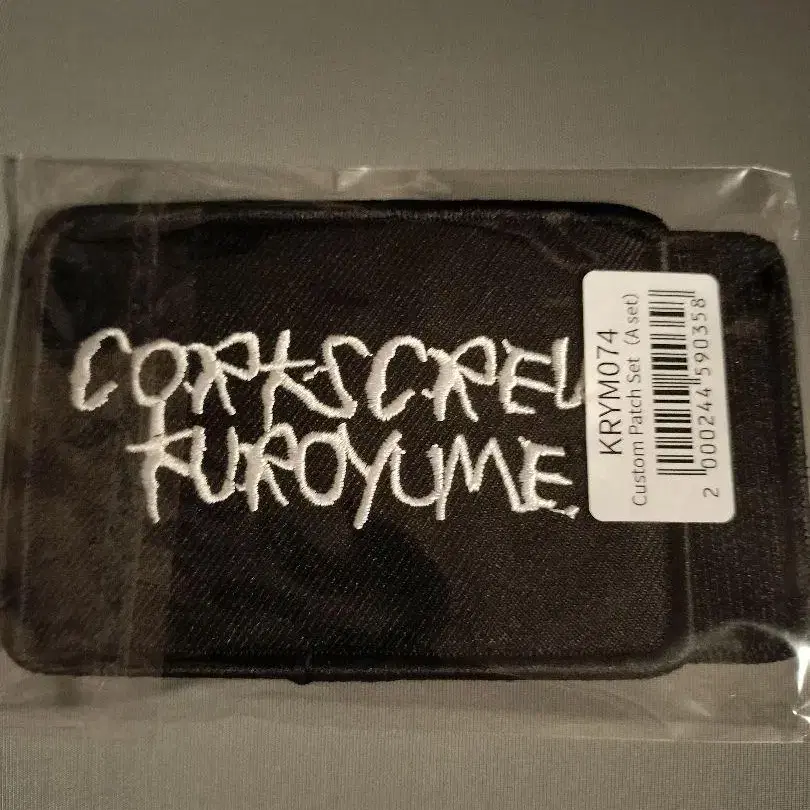 CORKSCREW
KUROYUME
KRYM074
Custom Patch Set (A set)
2 000244 590358